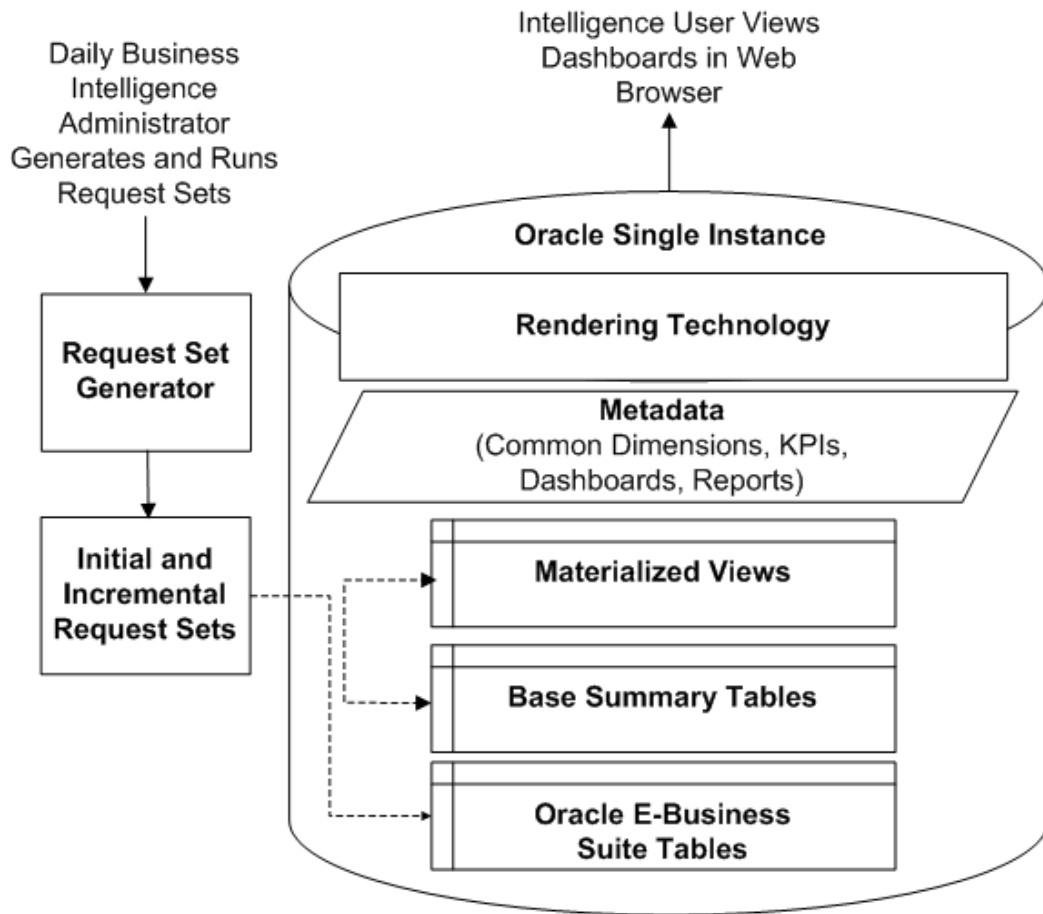 Daily Business
Intelligence
Administrator
Generates and Runs
Request Sets
Intelligence User Views
Dashboards in Web
Browser
Oracle Single Instance
Rendering Technology
Request Set
Generator
Metadata
(Common Dimensions, KPIs,
Dashboards, Reports)
Initial and
Incremental
Request Sets
Materialized Views
Base Summary Tables
Oracle E-Business
Suite Tables